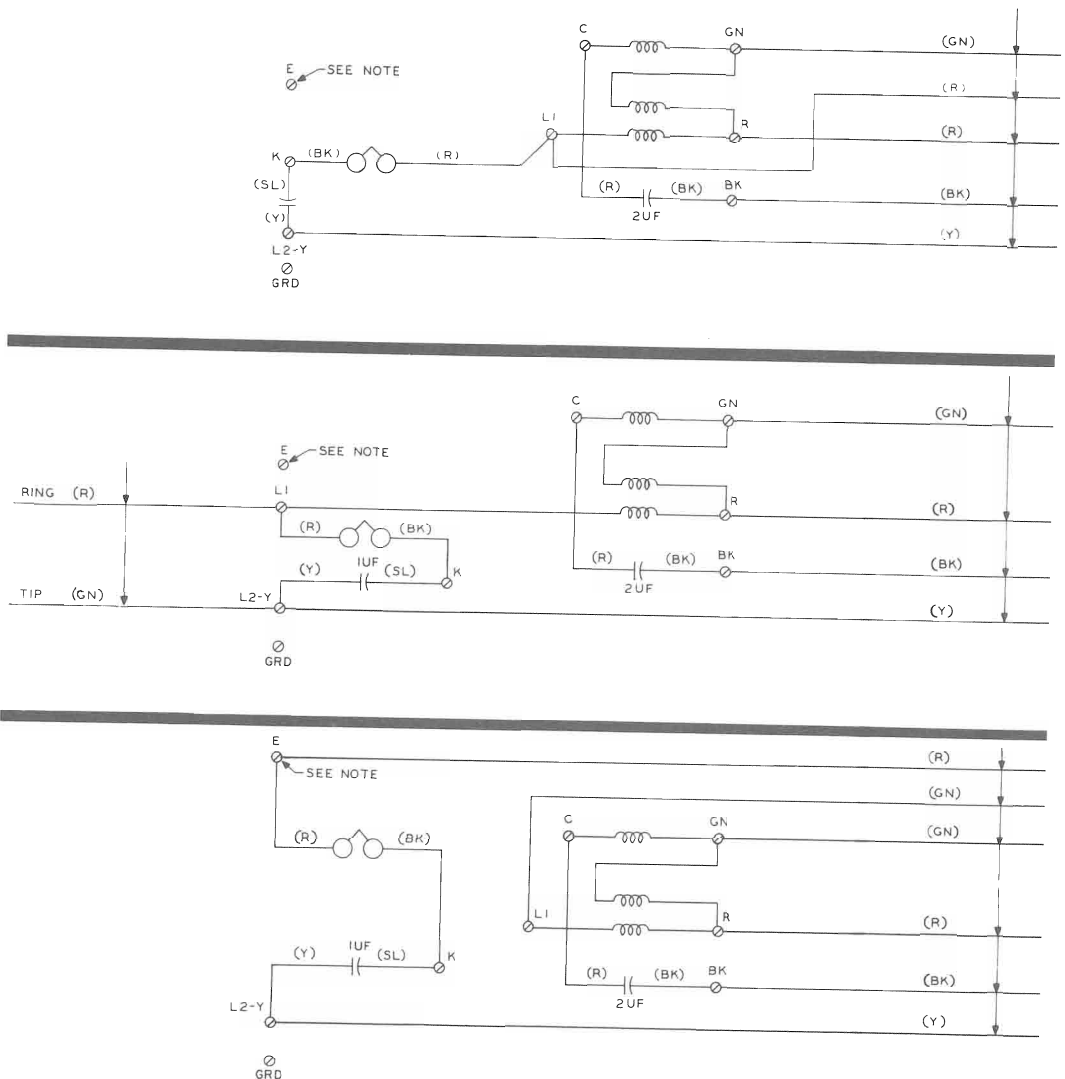 C
GN
(GN)
E
SEE NOTE
(R)
L1
R
(R)
K
(BK)
(R)
(SL)
(R)
(BK)
BK
(BK)
2UF
(Y)
(Y)
L2-Y
GRD
C
GN
(GN)
E
SEE NOTE
RING (R)
L1
R
(R)
(R)
(BK)
(R)
(BK)
BK
(BK)
1UF
(Y)
(SL)
K
2UF
TIP (GN)
L2-Y
(Y)
GRD
E
(R)
SEE NOTE
(GN)
C
GN
(GN)
(R)
(BK)
L1
R
(R)
1UF
(Y)
(SL)
K
(R)
(BK)
BK
(BK)
2UF
L2-Y
(Y)
GRD